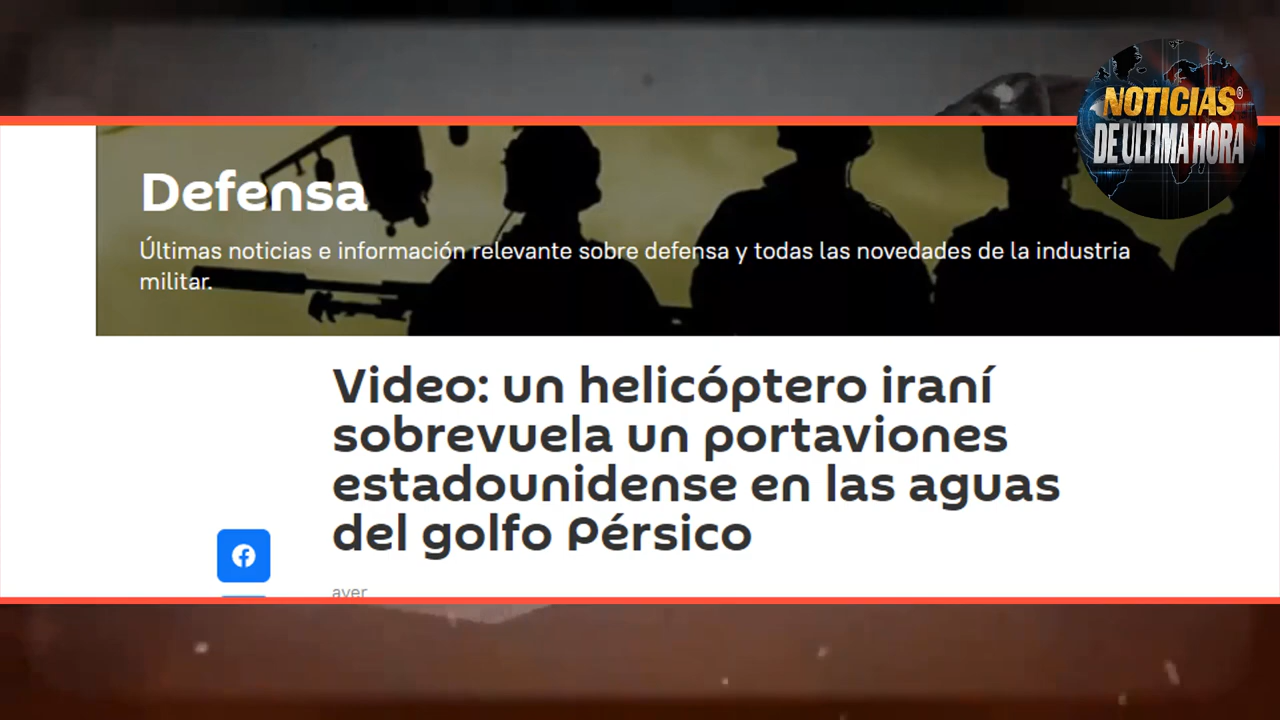 NOTICIAS®
DE ULTIMA HORA
Defensa
Últimas noticias e información relevante sobre defensa y todas las novedades de la industria
militar.
Video: un helicóptero iraní
sobrevuela un portaviones
estadounidense en las aguas
del golfo Pérsico
ayer